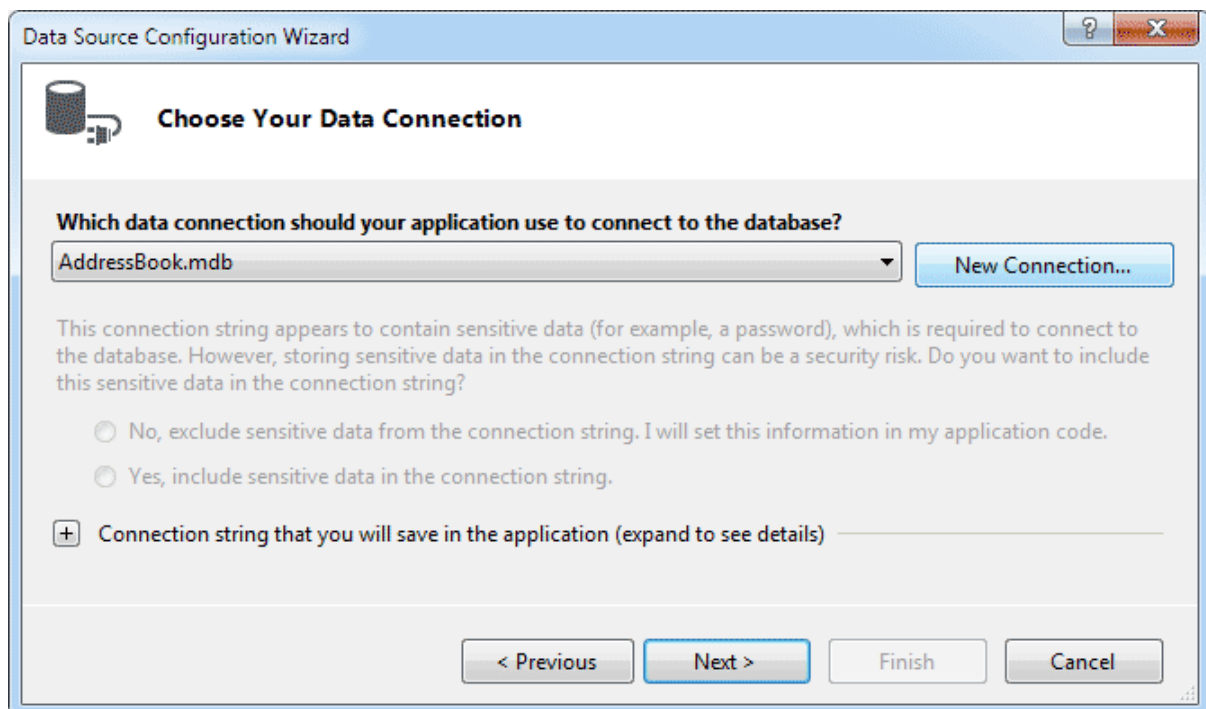 Data Source Configuration Wizard
?
X
Choose Your Data Connection
Which data connection should your application use to connect to the database?
AddressBook.mdb
New Connection...
This connection string appears to contain sensitive data (for example, a password), which is required to connect to
the database. However, storing sensitive data in the connection string can be a security risk. Do you want to include
this sensitive data in the connection string?
No, exclude sensitive data from the connection string. I will set this information in my application code.
Yes, include sensitive data in the connection string.
+ Connection string that you will save in the application (expand to see details)
< Previous
Next >
Finish
Cancel